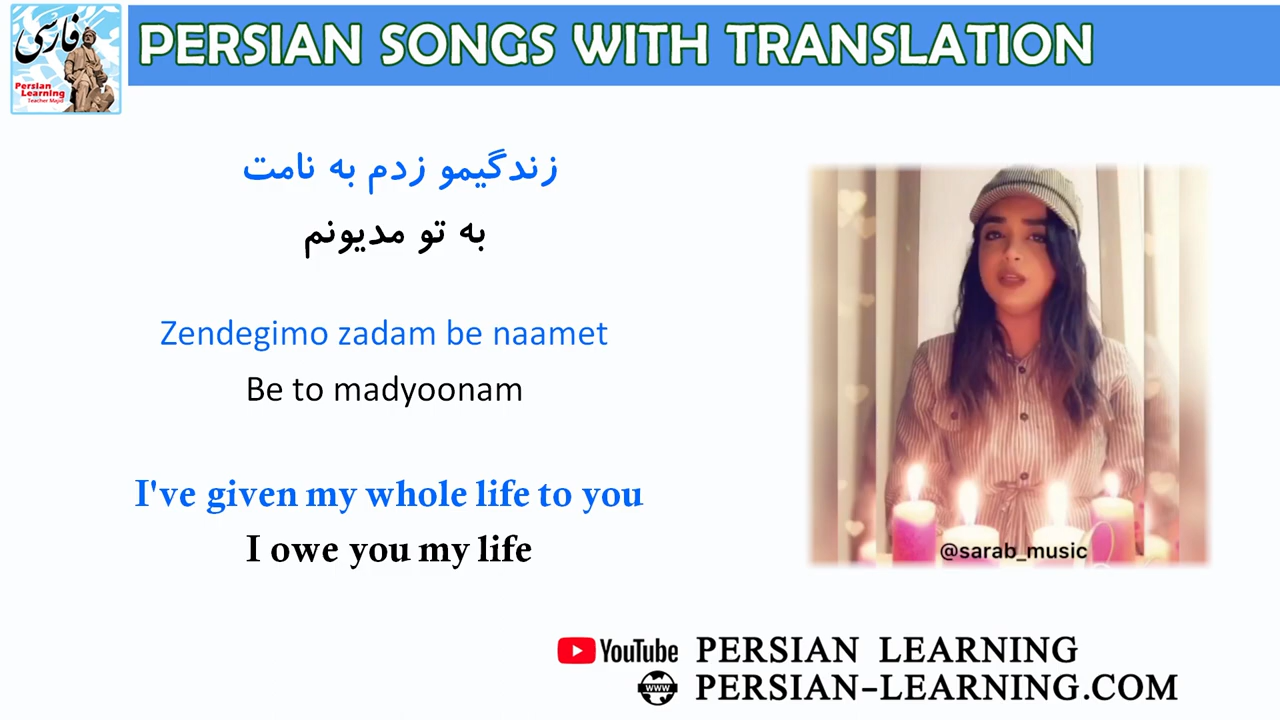 فارسی
Persian
Learning
Teacher Majid
PERSIAN SONGS WITH TRANSLATION
زندگیمو زدم به نامت
به تو مدیونم
Zendegimo zadam be naamet
Be to madyoonam
I've given my whole life to you
I owe you my life
@sarab_music
YouTube PERSIAN LEARNING
WWW PERSIAN-LEARNING.COM